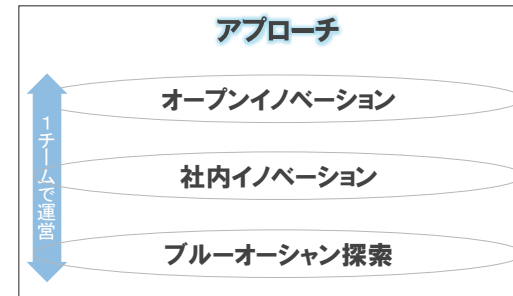 アプローチ
オープンイノベーション
社内イノベーション
ブルーオーシャン探索
1チームで運営